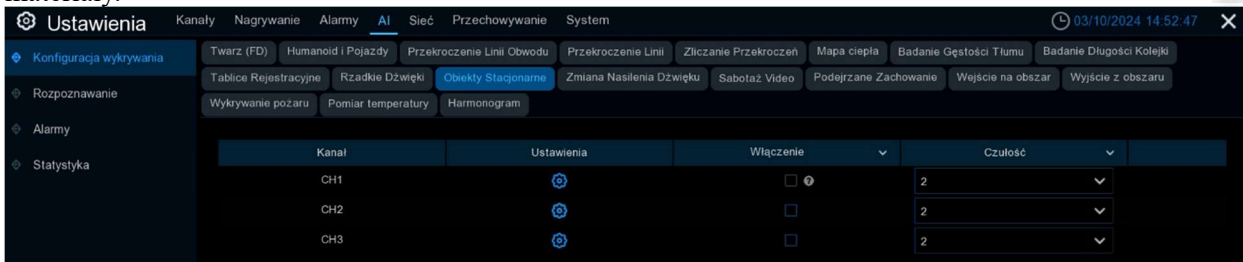 Ustawienia Kanały Nagrywanie Alarmy AI Sieć Przechowywanie System 03/10/2024 14:52:47
Konfiguracja wykrywania
Rozpoznawanie
Alarmy
Statystyka
Twarz (FD) Humanoid i Pojazdy Przekroczenie Linii Obwodu Przekroczenie Linii Zliczanie Przekroczeń Mapa ciepła Badanie Gęstości Tłumu Badanie Długości Kolejki
Tablice Rejestracyjne Rzadkie Dźwięki Obiekty Stacjonarne Zmiana Nasilenia Dźwięku Sabotaż Video Podejrzane Zachowanie Wejście na obszar Wyjście z obszaru
Wykrywanie pożaru Pomiar temperatury Harmonogram
Kanał Ustawienia Włączenie Czułość
CH1 2
CH2 2
CH3 2